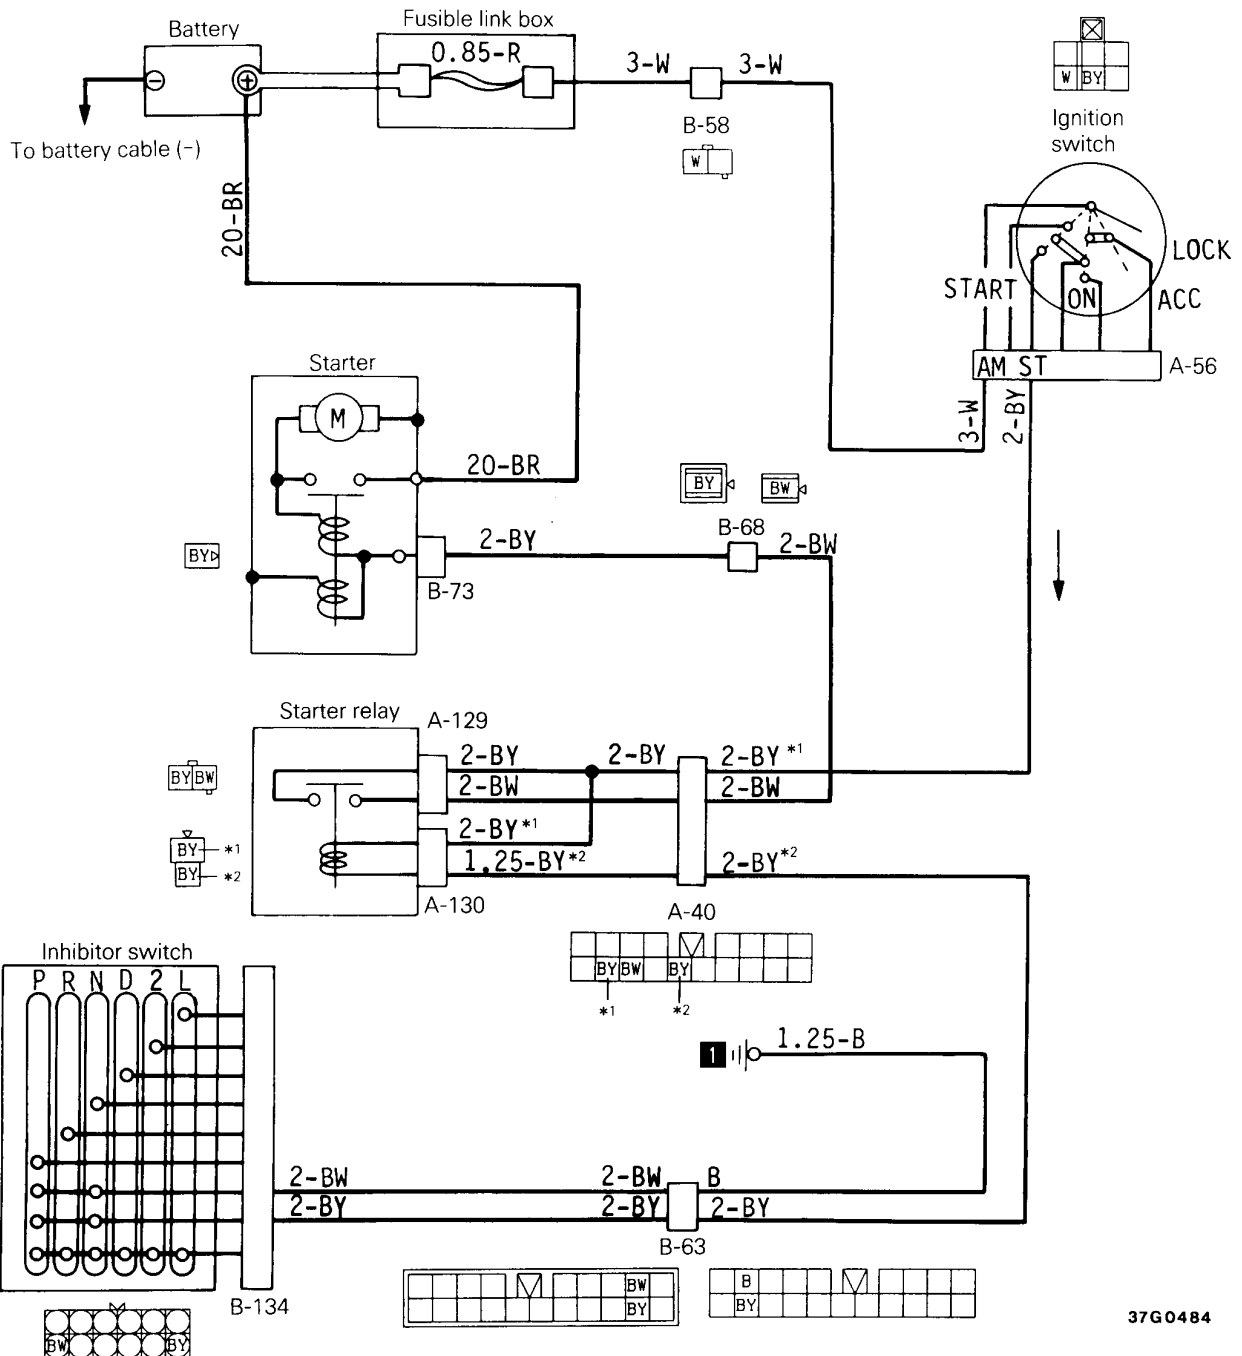 Battery
Fusible link box
0.85-R
3-W
3-W
W BY
B-58
W
Ignition switch
To battery cable (−)
20-BR
LOCK
START
ON
ACC
AM ST
A-56
3-W
2-BY
Starter
M
20-BR
BY
BW
B-68
2-BY
2-BW
BY
B-73
Starter relay
A-129
2-BY
2-BY
2-BY *1
BY BW
2-BW
2-BW
2-BY*1
BY *1
1.25-BY*2
2-BY*2
BY *2
A-130
A-40
BY BW BY
*1 *2
Inhibitor switch
P R N D 2 L
1
1.25-B
2-BW
2-BW
B
2-BY
2-BY
2-BY
B-63
B-134
BW
BY
B
BY
BW BY
37G0484